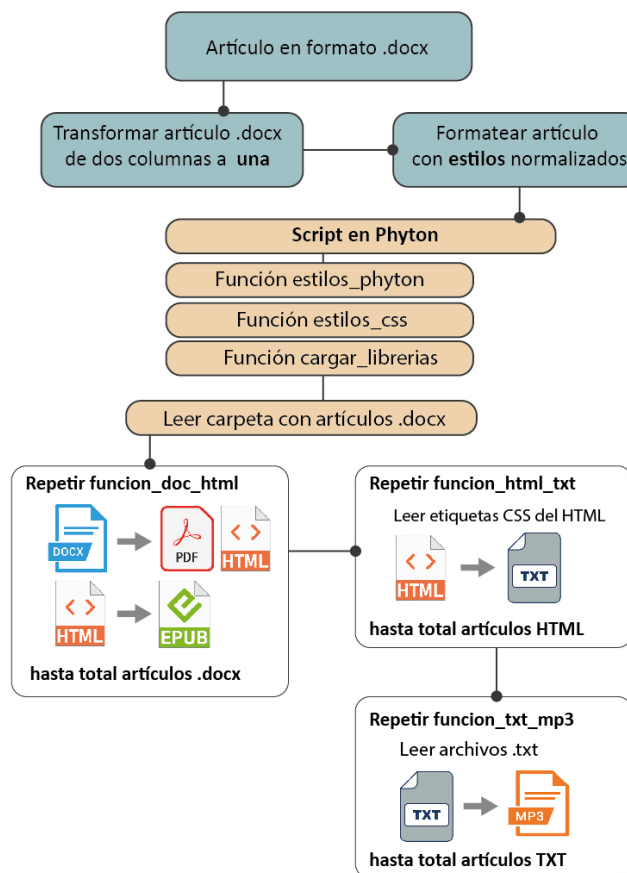 Artículo en formato .docx
Transformar artículo .docx
de dos columnas a una
Formatear artículo
con estilos normalizados
Script en Phyton
Función estilos_phyton
Función estilos_css
Función cargar_librerias
Leer carpeta con artículos .docx
Repetir funcion_doc_html
DOCX
PDF
HTML
HTML
EPUB
hasta total artículos .docx
Repetir funcion_html_txt
Leer etiquetas CSS del HTML
HTML
TXT
hasta total artículos HTML
Repetir funcion_txt_mp3
Leer archivos .txt
TXT
MP3
hasta total artículos TXT